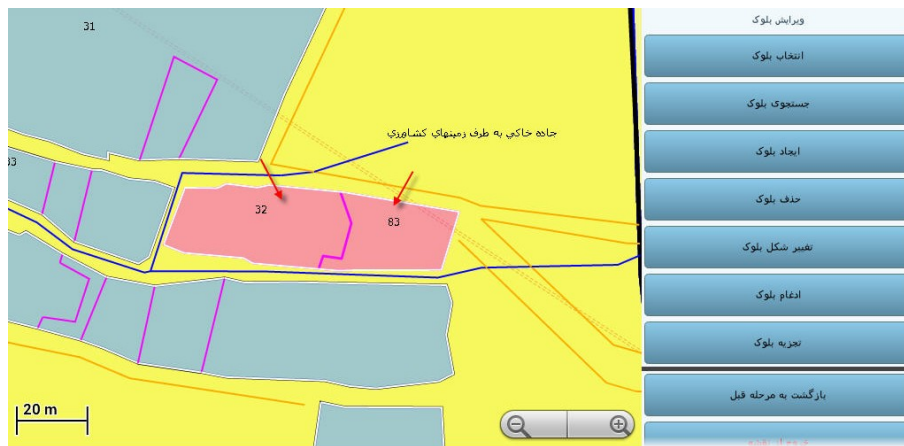 31
33
جاده خاکي به طرف زمينهاي کشاورزي
32
83
20 m
ویرایش بلوک
انتخاب بلوک
جستجوی بلوک
ایجاد بلوک
حذف بلوک
تغییر شکل بلوک
ادغام بلوک
تجزیه بلوک
بازگشت به مرحله قبل